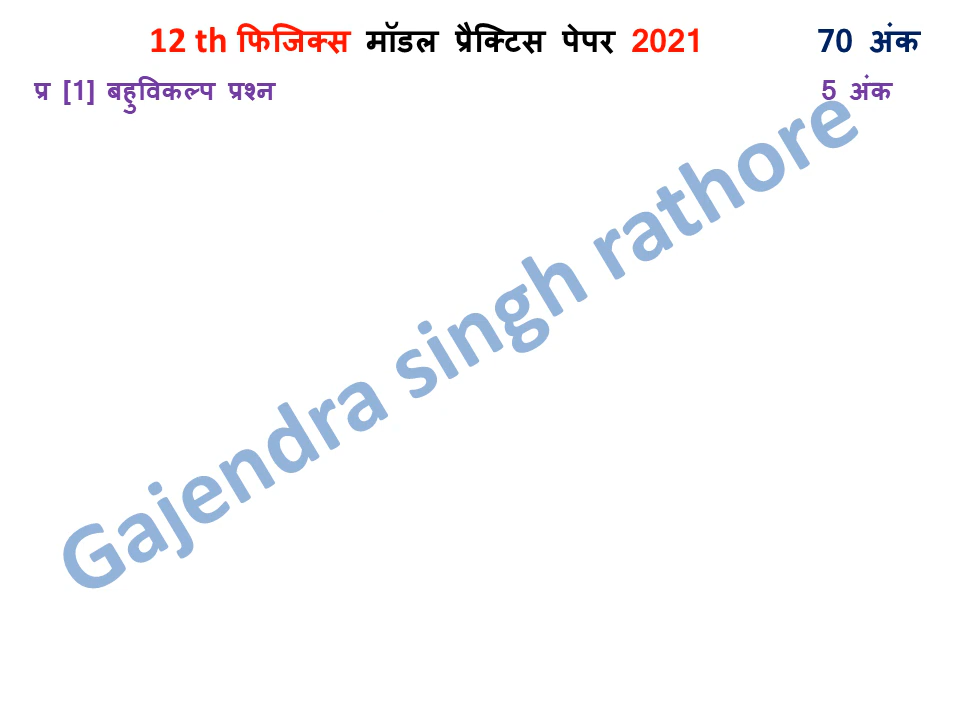 12 th फिजिक्स मॉडल प्रैक्टिस पेपर 2021 70 अंक
प्र [1] बहुविकल्प प्रश्न 5 अंक
Gajendra singh rathore